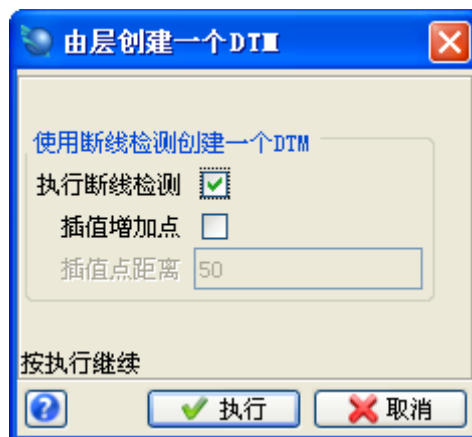 由层创建一个DTM
使用断线检测创建一个DTM
执行断线检测
插值增加点
插值点距离 50
按执行继续
执行 取消